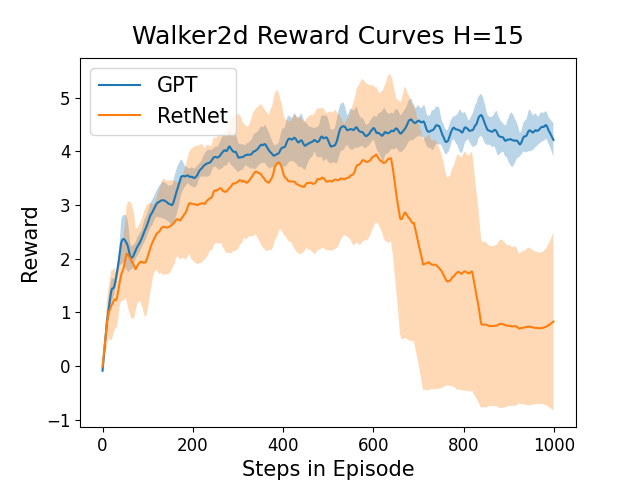 Walker2d Reward Curves H=15
GPT
RetNet
Reward
5
4
3
2
1
0
−1
0 200 400 600 800 1000
Steps in Episode